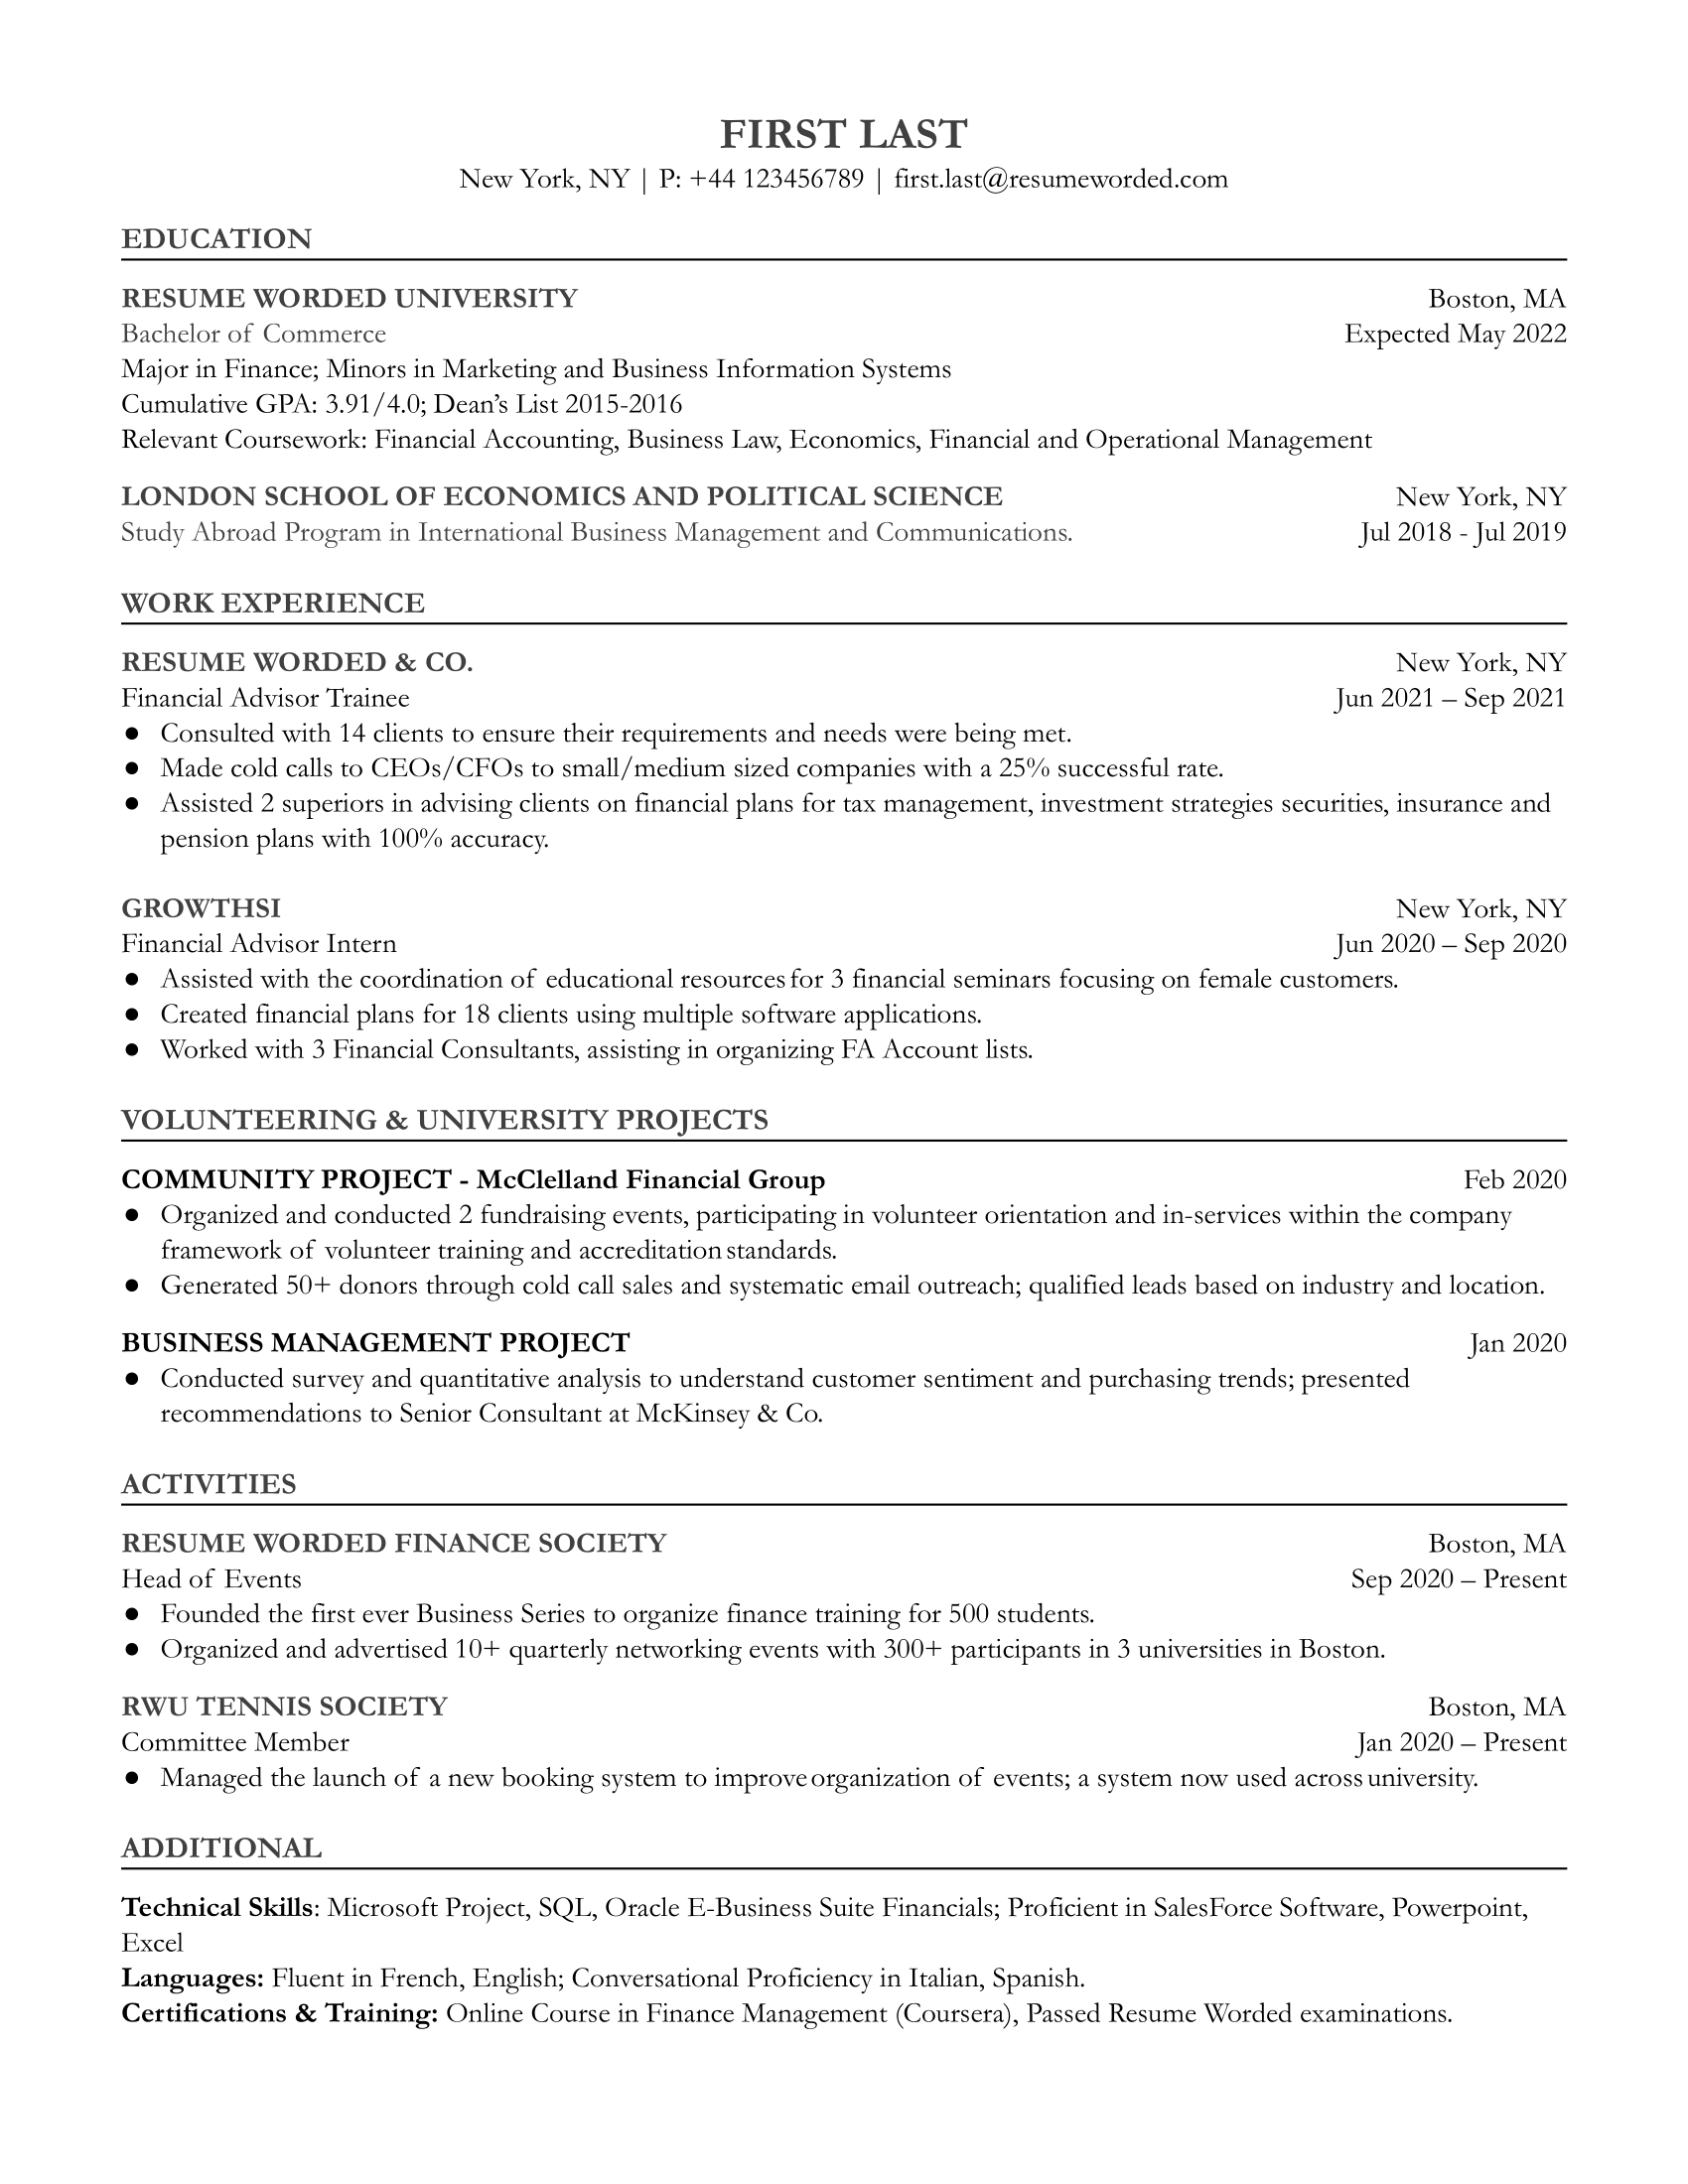 FIRST LAST
New York, NY | P: +44 123456789 | first.last@resumeworded.com
EDUCATION
RESUME WORDED UNIVERSITY Boston, MA
Bachelor of Commerce Expected May 2022
Major in Finance; Minors in Marketing and Business Information Systems
Cumulative GPA: 3.91/4.0; Dean’s List 2015-2016
Relevant Coursework: Financial Accounting, Business Law, Economics, Financial and Operational Management
LONDON SCHOOL OF ECONOMICS AND POLITICAL SCIENCE New York, NY
Study Abroad Program in International Business Management and Communications. Jul 2018 - Jul 2019
WORK EXPERIENCE
RESUME WORDED & CO. New York, NY
Financial Advisor Trainee Jun 2021 – Sep 2021
● Consulted with 14 clients to ensure their requirements and needs were being met.
● Made cold calls to CEOs/CFOs to small/medium sized companies with a 25% successful rate.
● Assisted 2 superiors in advising clients on financial plans for tax management, investment strategies securities, insurance and
pension plans with 100% accuracy.
GROWTHSI New York, NY
Financial Advisor Intern Jun 2020 – Sep 2020
● Assisted with the coordination of educational resources for 3 financial seminars focusing on female customers.
● Created financial plans for 18 clients using multiple software applications.
● Worked with 3 Financial Consultants, assisting in organizing FA Account lists.
VOLUNTEERING & UNIVERSITY PROJECTS
COMMUNITY PROJECT - McClelland Financial Group Feb 2020
● Organized and conducted 2 fundraising events, participating in volunteer orientation and in-services within the company
framework of volunteer training and accreditation standards.
● Generated 50+ donors through cold call sales and systematic email outreach; qualified leads based on industry and location.
BUSINESS MANAGEMENT PROJECT Jan 2020
● Conducted survey and quantitative analysis to understand customer sentiment and purchasing trends; presented
recommendations to Senior Consultant at McKinsey & Co.
ACTIVITIES
RESUME WORDED FINANCE SOCIETY Boston, MA
Head of Events Sep 2020 – Present
● Founded the first ever Business Series to organize finance training for 500 students.
● Organized and advertised 10+ quarterly networking events with 300+ participants in 3 universities in Boston.
RWU TENNIS SOCIETY Boston, MA
Committee Member Jan 2020 – Present
● Managed the launch of a new booking system to improve organization of events; a system now used across university.
ADDITIONAL
Technical Skills: Microsoft Project, SQL, Oracle E-Business Suite Financials; Proficient in SalesForce Software, Powerpoint,
Excel
Languages: Fluent in French, English; Conversational Proficiency in Italian, Spanish.
Certifications & Training: Online Course in Finance Management (Coursera), Passed Resume Worded examinations.